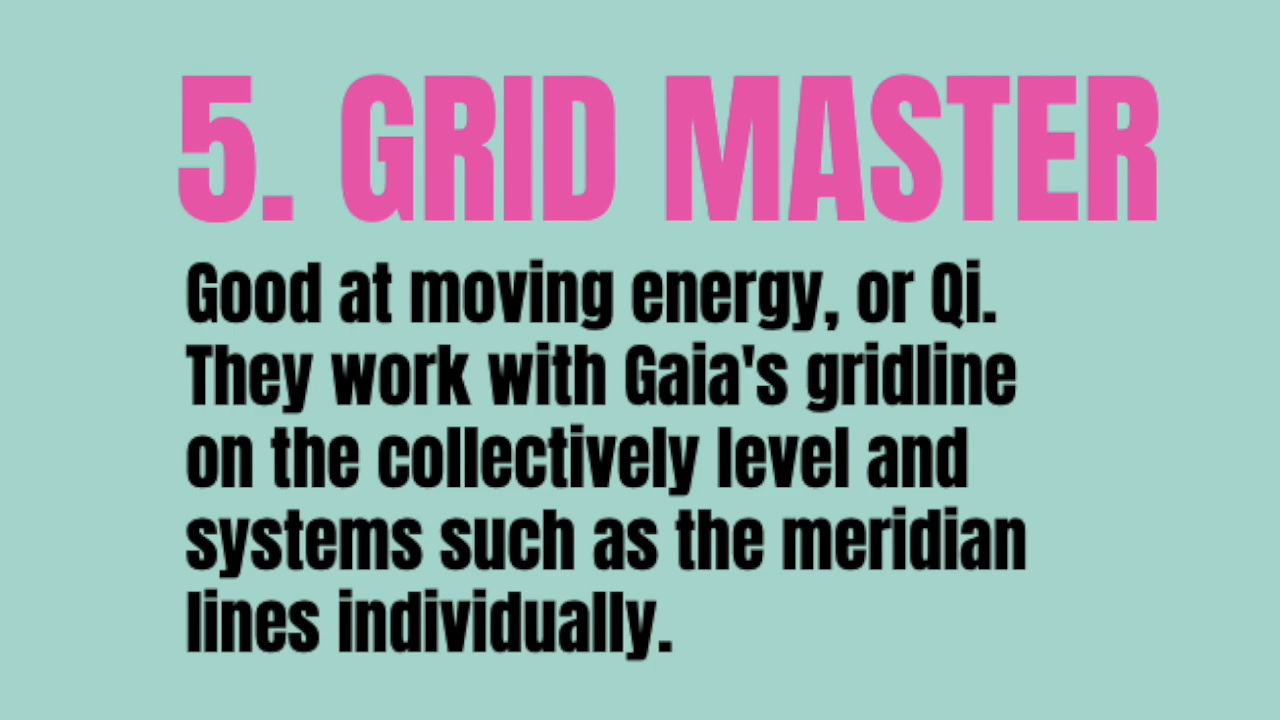 5. GRID MASTER
Good at moving energy, or Qi.
They work with Gaia's gridline
on the collectively level and
systems such as the meridian
lines individually.